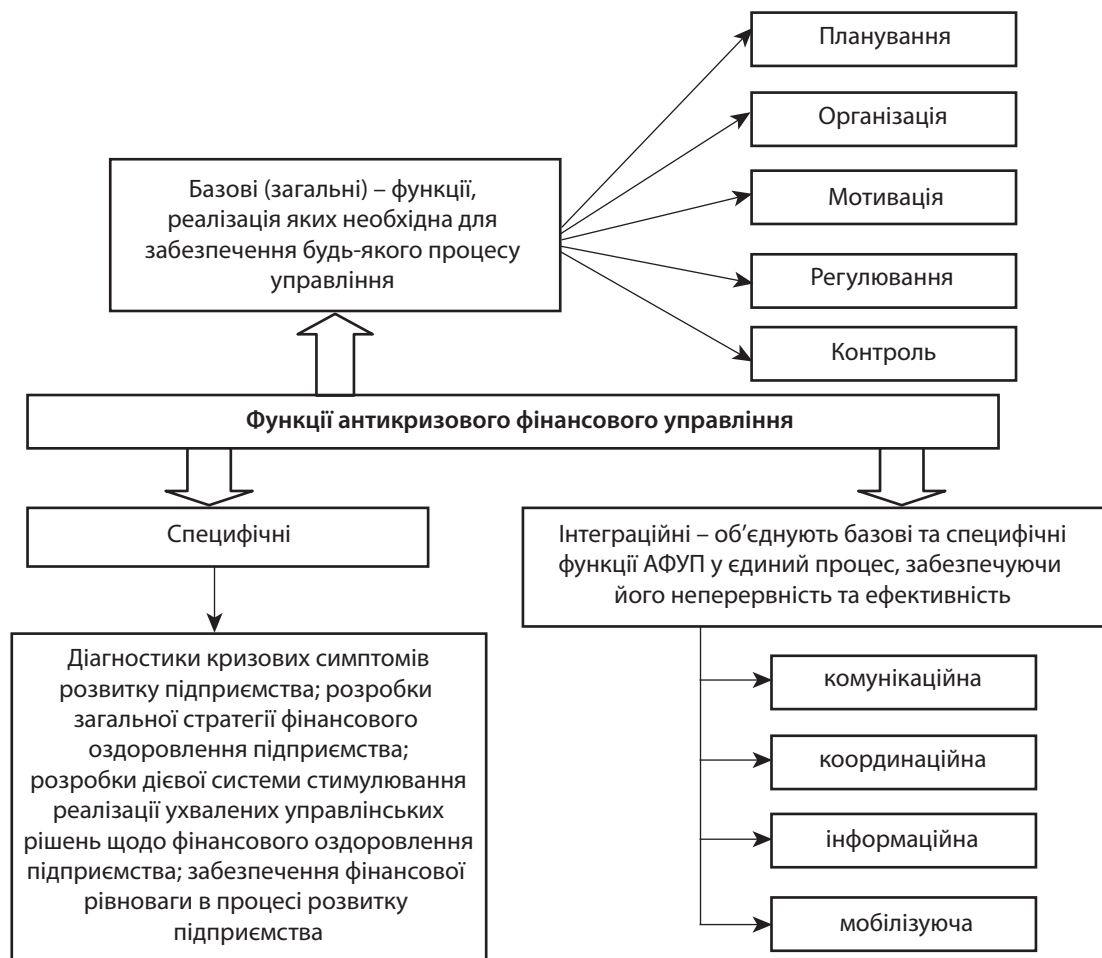 Планування
Організація
Базові (загальні) – функції,
реалізація яких необхідна для
забезпечення будь-якого процесу
управління
Мотивація
Регулювання
Контроль
Функції антикризового фінансового управління
Специфічні
Діагностики кризових симптомів
розвитку підприємства; розробки
загальної стратегії фінансового
оздоровлення підприємства;
розробки дієвої системи стимулювання
реалізації ухвалених управлінських
рішень щодо фінансового оздоровлення
підприємства; забезпечення фінансової
рівноваги в процесі розвитку
підприємства
Інтеграційні – об’єднують базові та специфічні
функції АФУП у єдиний процес, забезпечуючи
його неперервність та ефективність
комунікаційна
координаційна
інформаційна
мобілізуюча